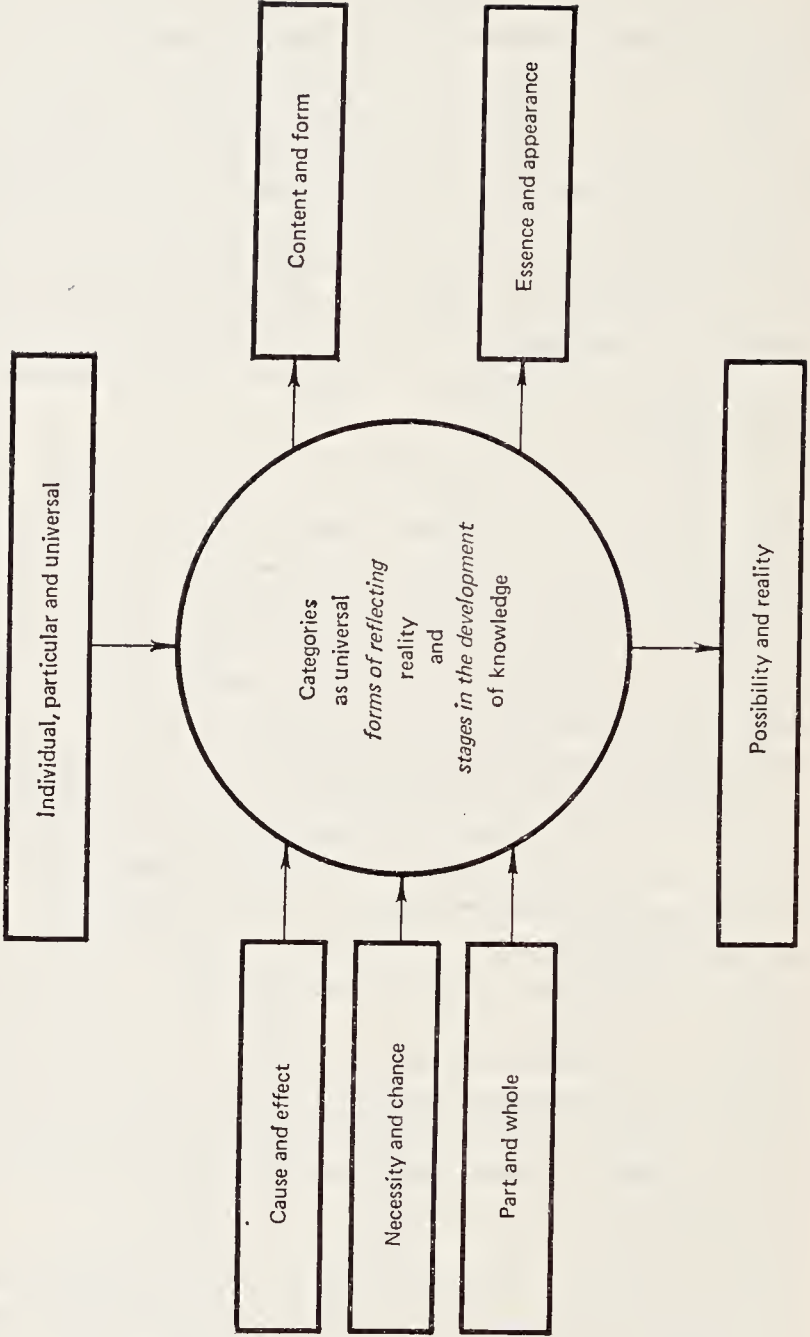 Individual, particular and universal
Cause and effect
Necessity and chance
Part and whole
Categories
as universal
forms of reflecting
reality
and
stages in the development
of knowledge
Content and form
Essence and appearance
Possibility and reality